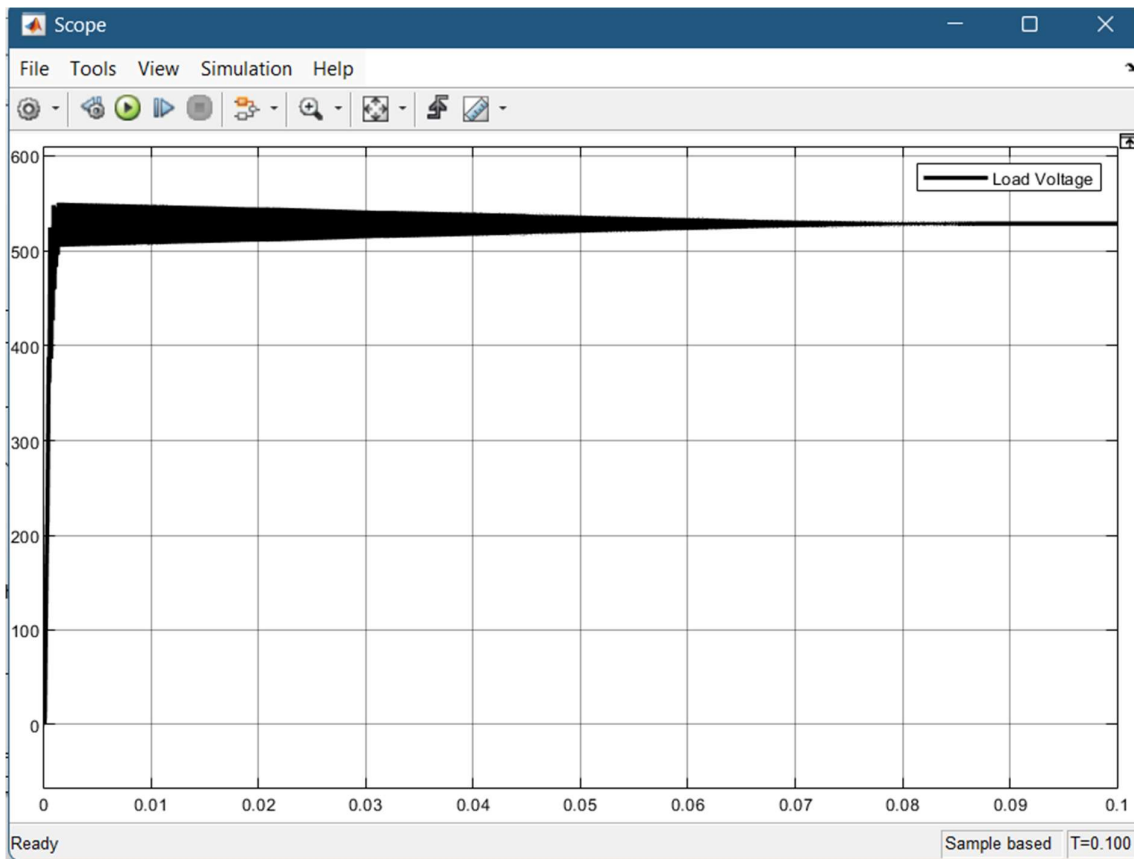 Scope
File Tools View Simulation Help
600
Load Voltage
500
400
300
200
100
0
0 0.01 0.02 0.03 0.04 0.05 0.06 0.07 0.08 0.09 0.1
Ready Sample based T=0.100